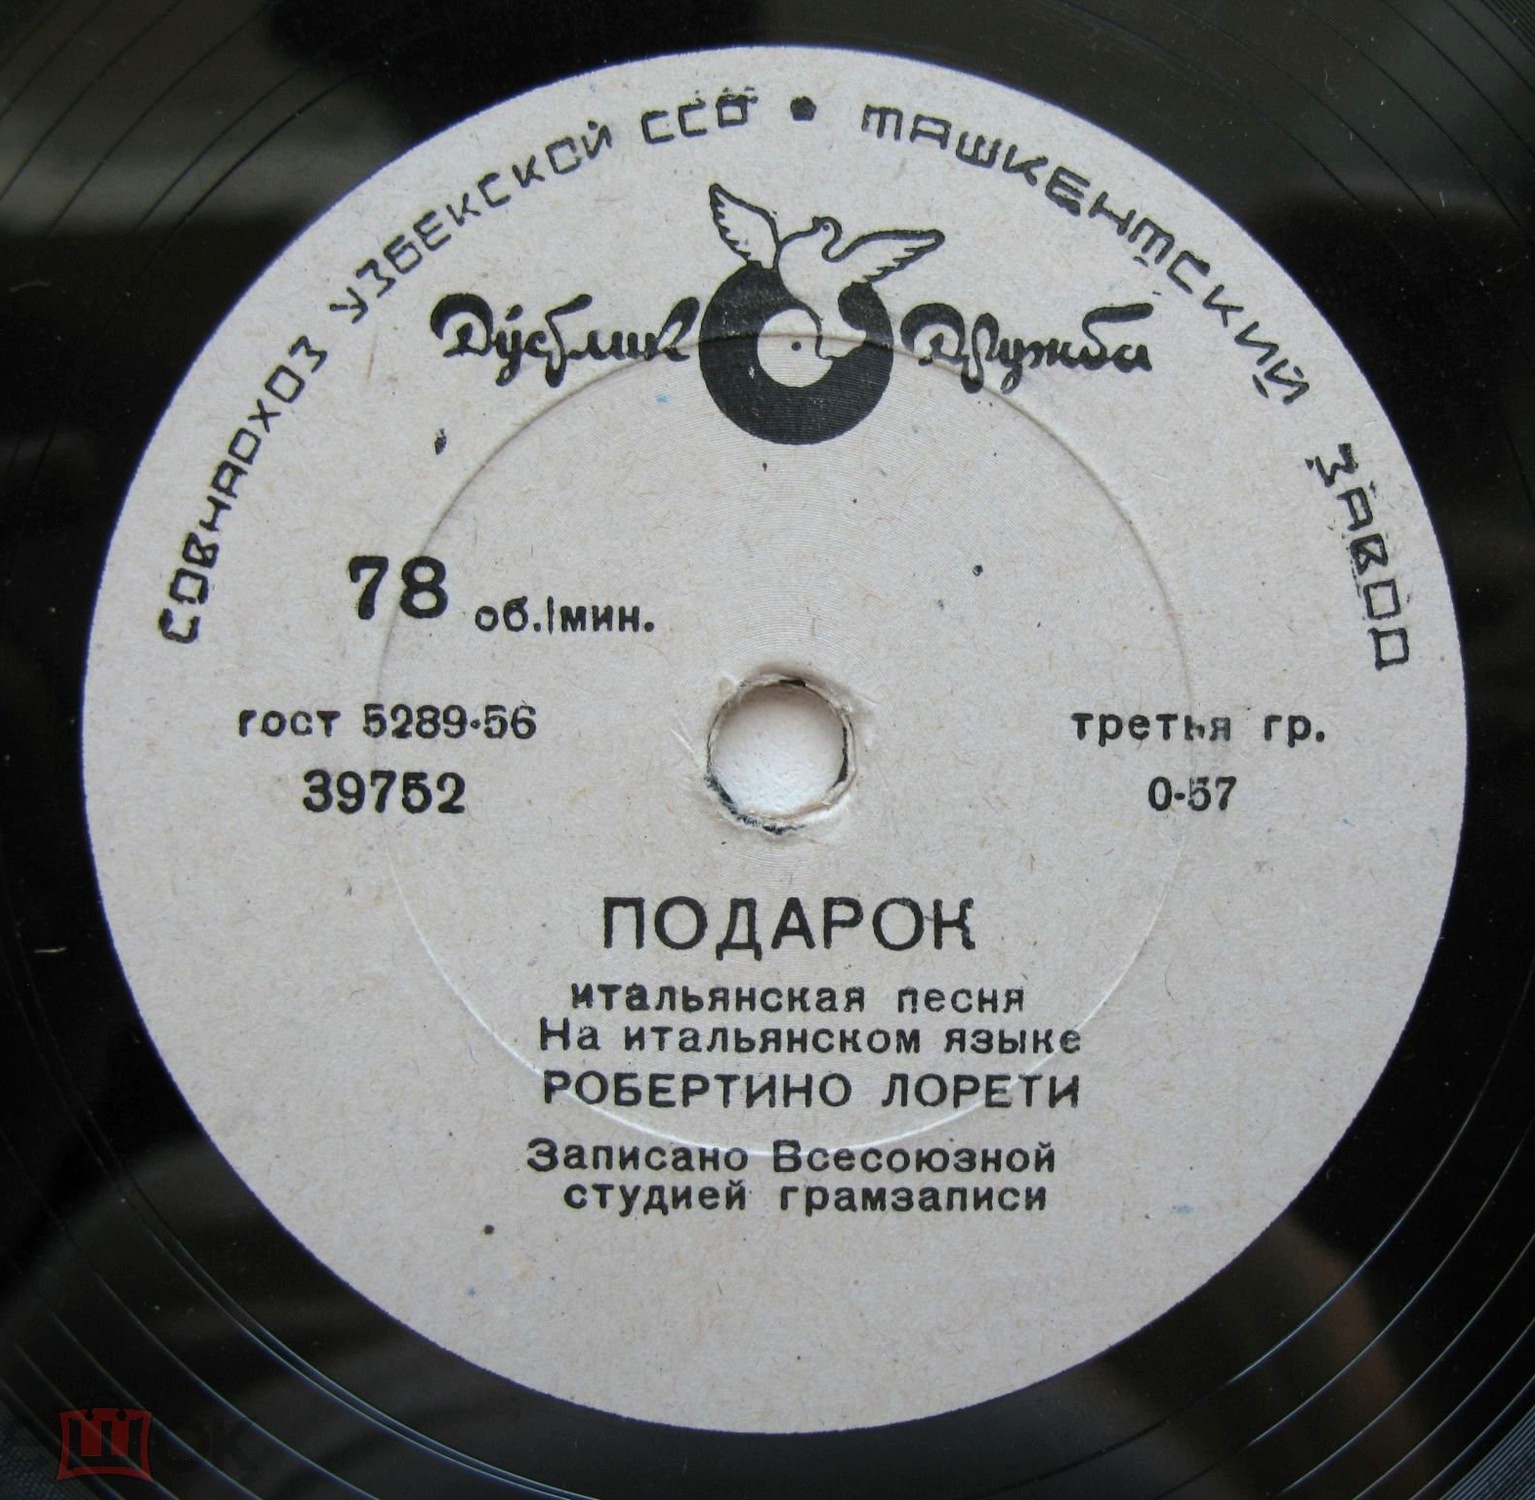 СОВНАРХОЗ УЗБЕКСКОЙ ССР • ТАШКЕНТСКИЙ ЗАВОД
Дўстлик Дружба
78 об./мин.
гост 5289-56
третья гр.
39752
0-57
ПОДАРОК
итальянская песня
На итальянском языке
РОБЕРТИНО ЛОРЕТИ
Записано Всесоюзной
студией грамзаписи